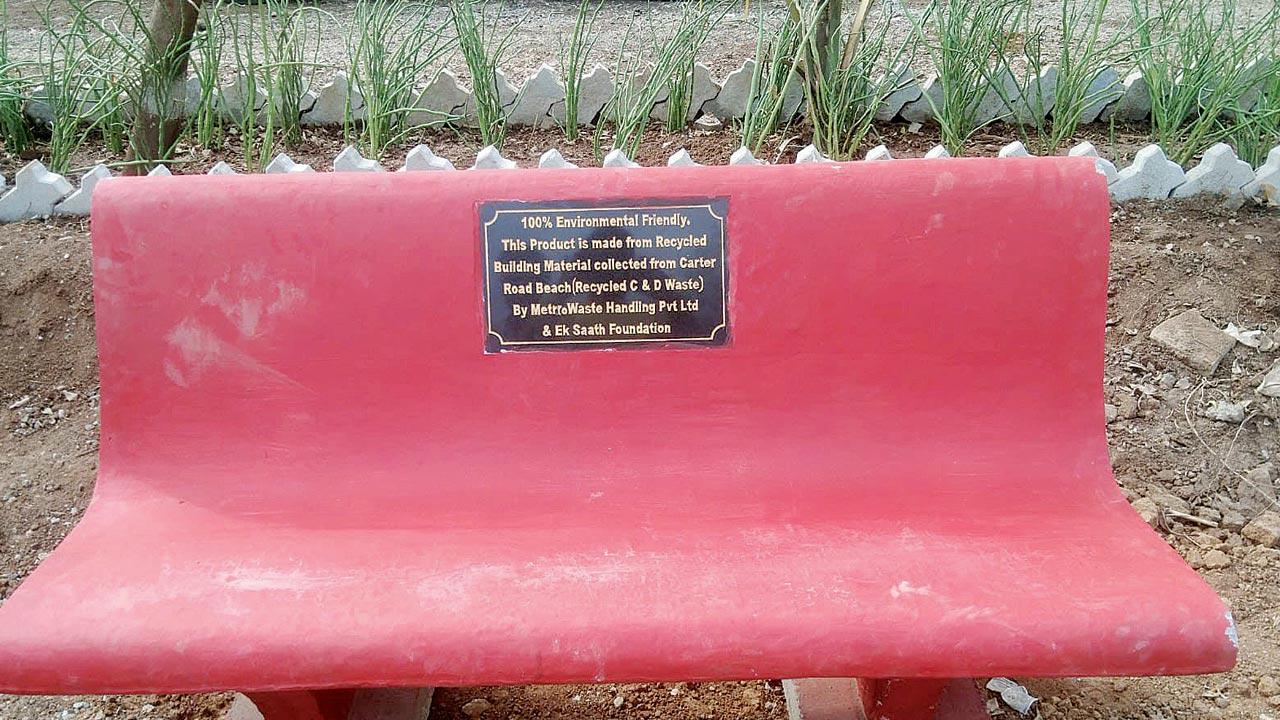 100% Environmental Friendly.
This Product is made from Recycled
Building Material collected from Carter
Road Beach(Recycled C & D Waste)
By MetrroWaste Handling Pvt Ltd
& Ek Saath Foundation